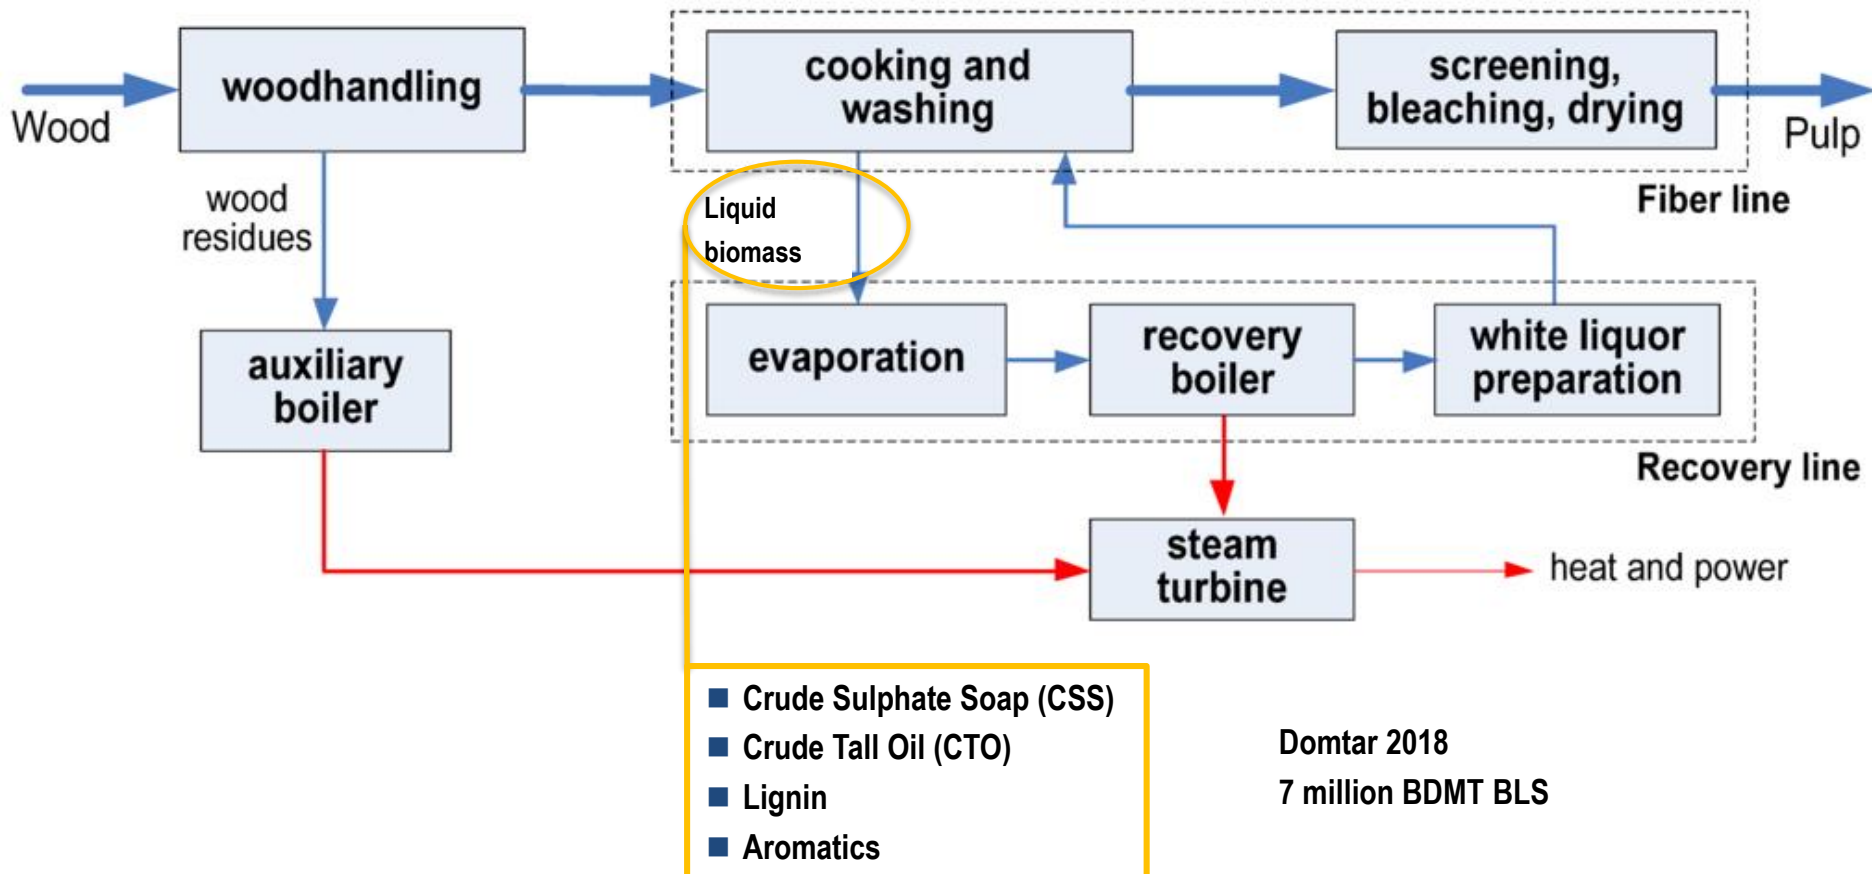 Wood
woodhandling
cooking and
washing
screening,
bleaching, drying
Pulp
Fiber line
wood
residues
Liquid
biomass
auxiliary
boiler
evaporation
recovery
boiler
white liquor
preparation
Recovery line
steam
turbine
heat and power
Crude Sulphate Soap (CSS)
Crude Tall Oil (CTO)
Lignin
Aromatics
Domtar 2018
7 million BDMT BLS